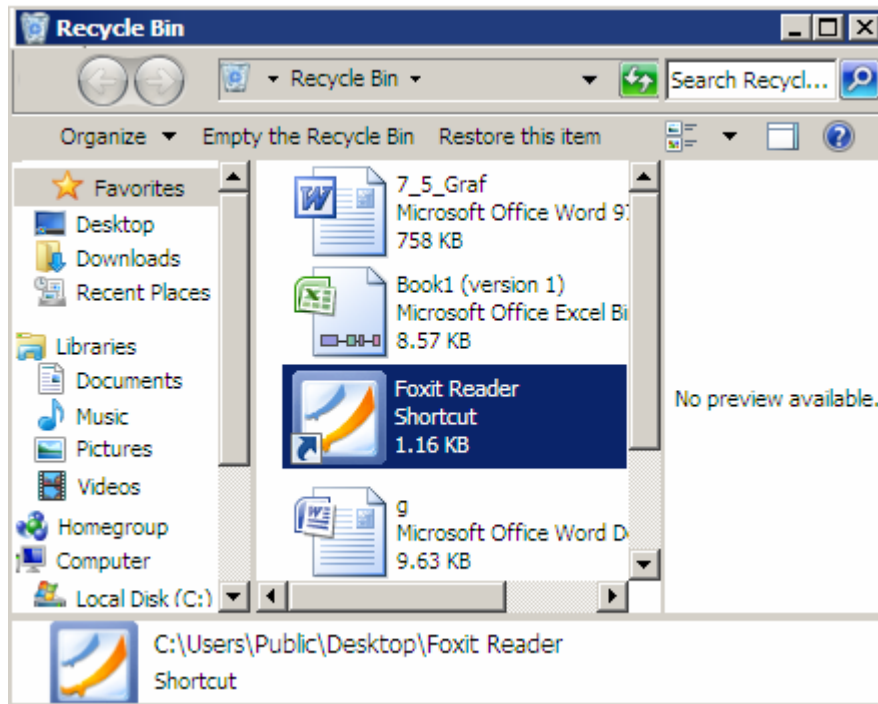 Recycle Bin
Recycle Bin
Search Recycl...
Organize
Empty the Recycle Bin
Restore this item
Favorites
Desktop
Downloads
Recent Places
Libraries
Documents
Music
Pictures
Videos
Homegroup
Computer
Local Disk (C:)
7_5_Graf
Microsoft Office Word 97
758 KB
Book1 (version 1)
Microsoft Office Excel Bi
8.57 KB
Foxit Reader
Shortcut
1.16 KB
g
Microsoft Office Word D
9.63 KB
No preview available.
C:\Users\Public\Desktop\Foxit Reader
Shortcut